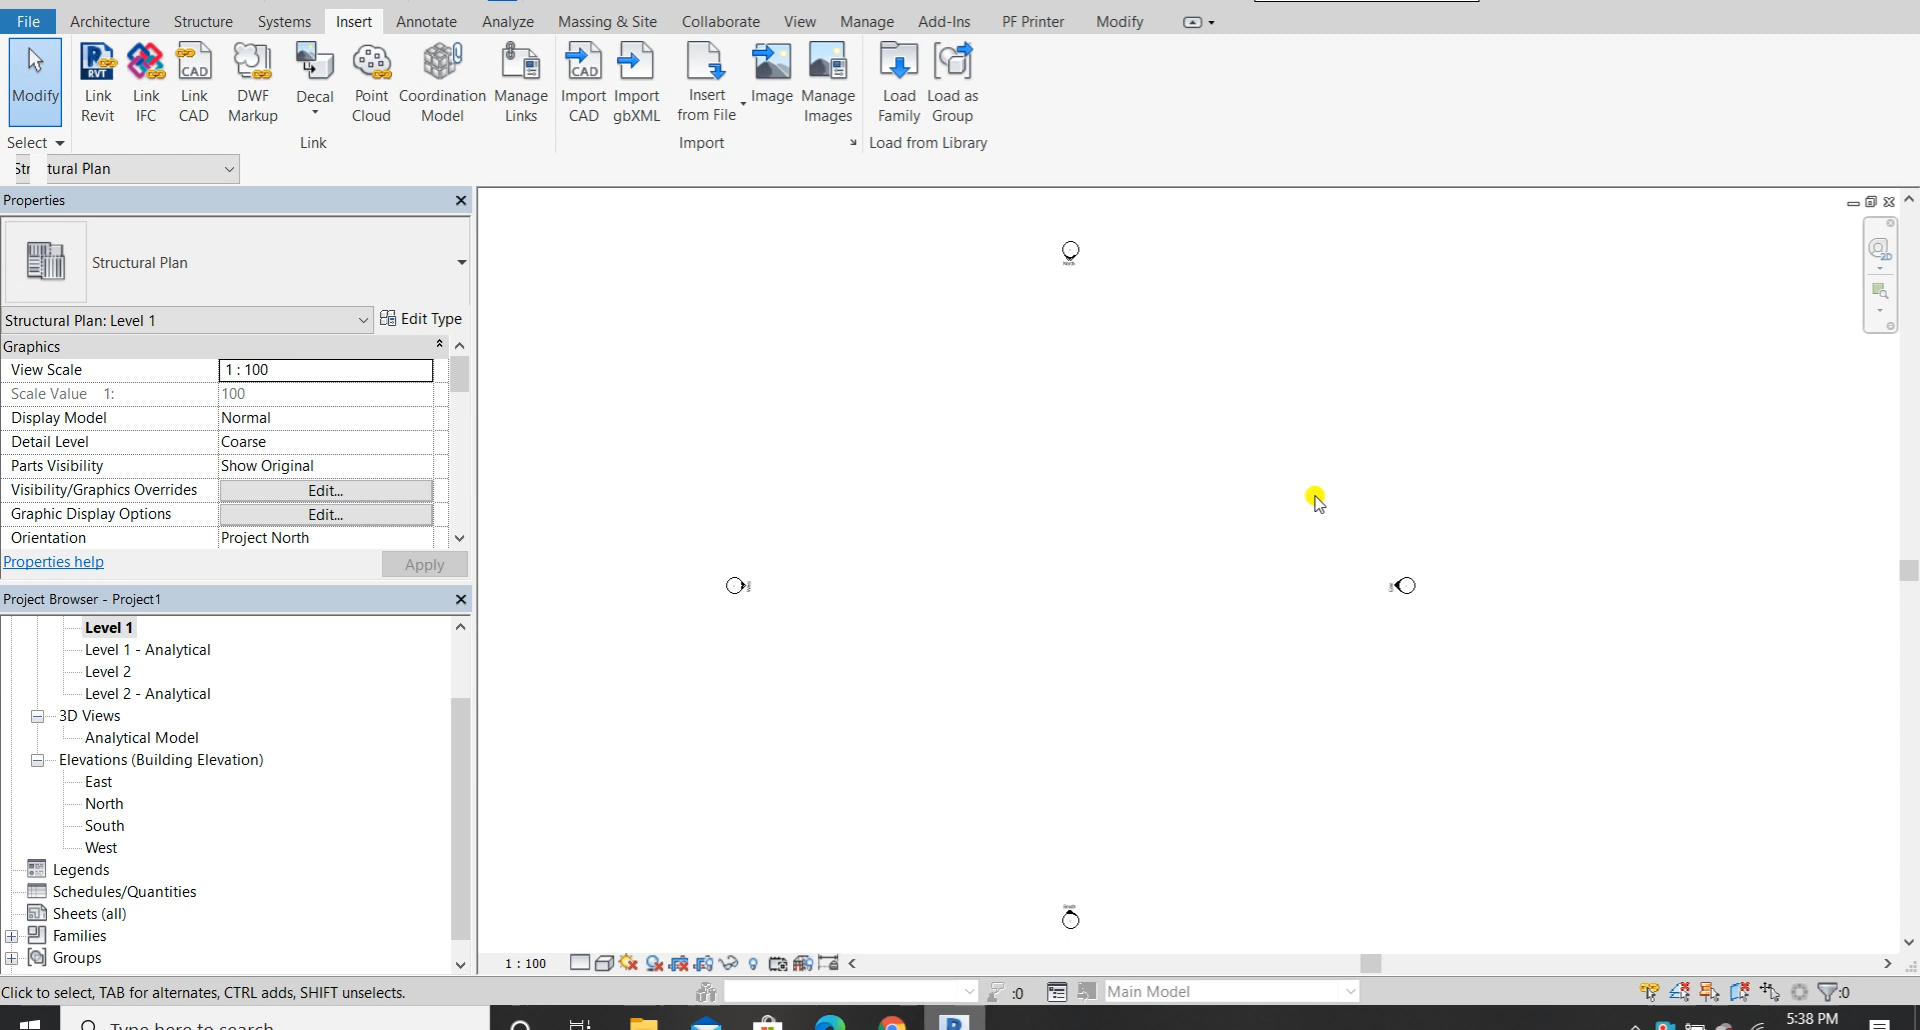 File Architecture Structure Systems Insert Annotate Analyze Massing & Site Collaborate View Manage Add-Ins PF Printer Modify
Modify
Link Revit
Link IFC
Link CAD
DWF Markup
Decal
Point Cloud
Coordination Model
Manage Links
Import CAD
Import gbXML
Insert from File
Image
Manage Images
Load Family
Load as Group
Select
Link
Import
Load from Library
Str tural Plan
Properties
Structural Plan
Structural Plan: Level 1
Edit Type
Graphics
View Scale 1 : 100
Scale Value 1: 100
Display Model Normal
Detail Level Coarse
Parts Visibility Show Original
Visibility/Graphics Overrides Edit...
Graphic Display Options Edit...
Orientation Project North
Properties help
Apply
Project Browser - Project1
Level 1
Level 1 - Analytical
Level 2
Level 2 - Analytical
3D Views
Analytical Model
Elevations (Building Elevation)
East
North
South
West
Legends
Schedules/Quantities
Sheets (all)
Families
Groups
North
South
2D
1 : 100
Click to select, TAB for alternates, CTRL adds, SHIFT unselects.
:0
Main Model
:0
Type here to search
5:38 PM